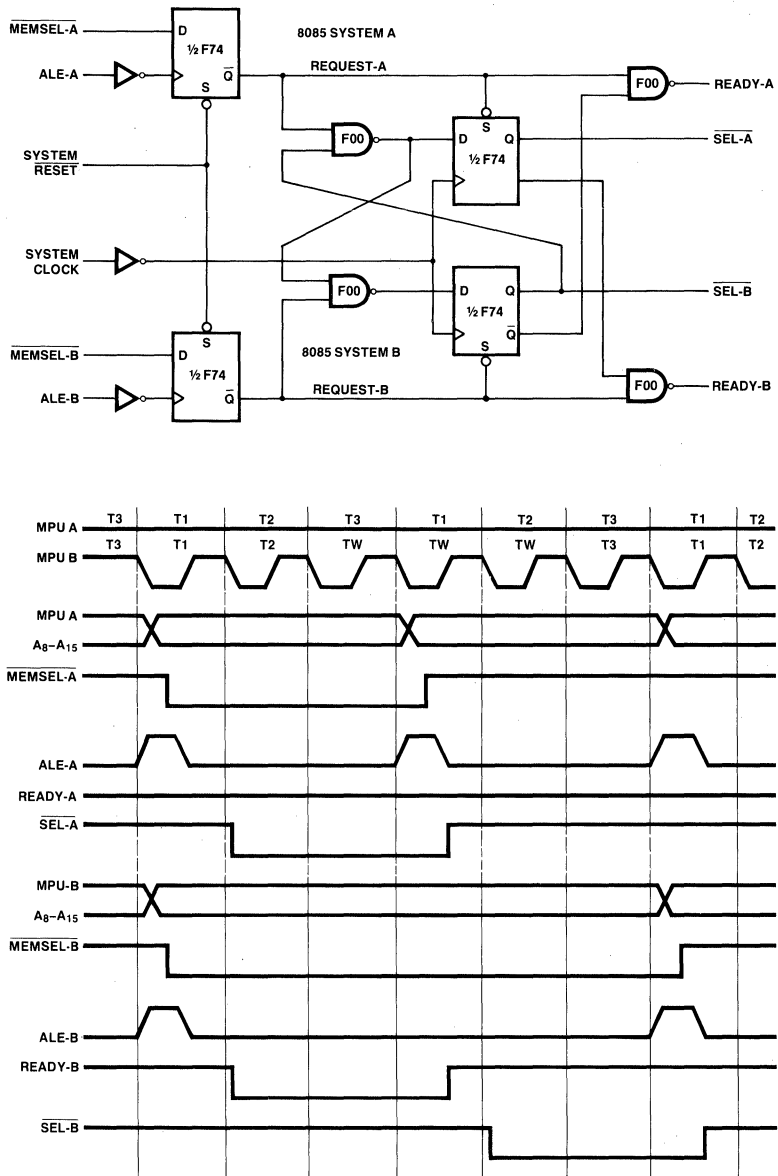 MEMSEL-A
D
½ F74
Q
S
8085 SYSTEM A
REQUEST-A
ALE-A
F00
READY-A
F00
S
D
Q
½ F74
SEL-A
SYSTEM
RESET
SYSTEM
CLOCK
F00
D
Q
½ F74
Q
S
SEL-B
S
MEMSEL-B
D
½ F74
Q
8085 SYSTEM B
REQUEST-B
ALE-B
F00
READY-B
MPU A T3 T1 T2 T3 T1 T2 T3 T1 T2
MPU B T3 T1 T2 TW TW TW T3 T1 T2
MPU A
A8–A15
MEMSEL-A
ALE-A
READY-A
SEL-A
MPU-B
A8–A15
MEMSEL-B
ALE-B
READY-B
SEL-B